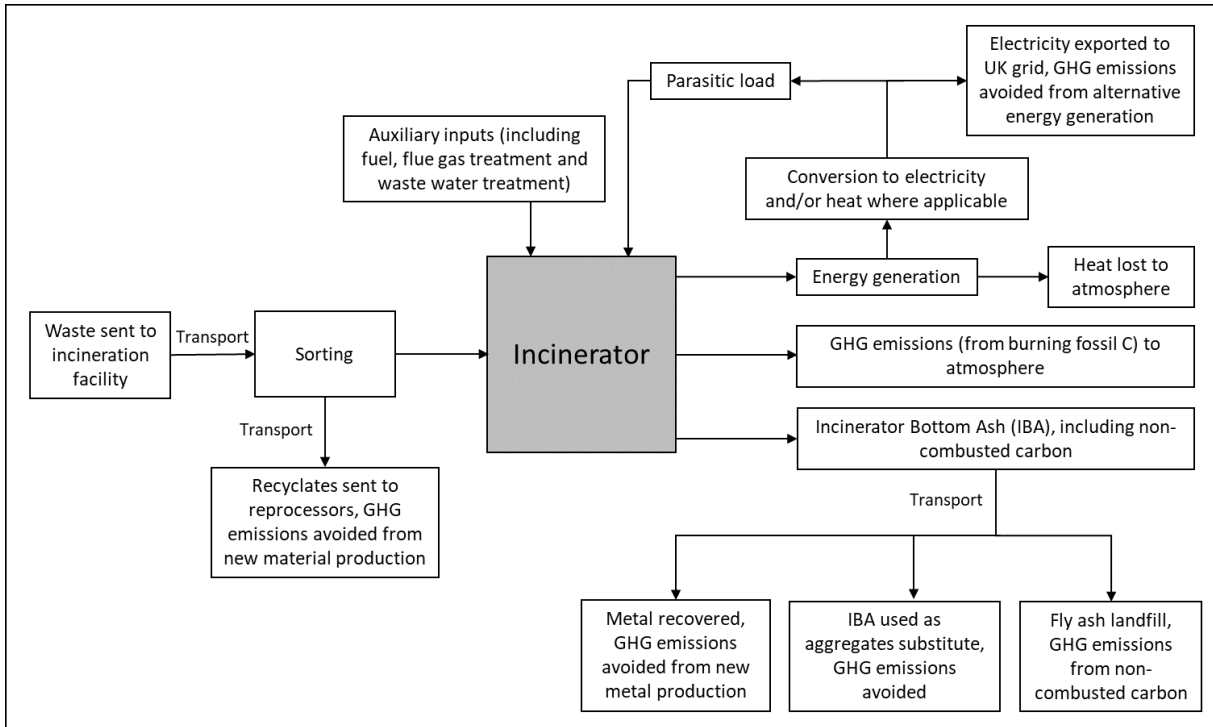 Electricity exported to
UK grid, GHG emissions
avoided from alternative
energy generation
Parasitic load
Auxiliary inputs (including
fuel, flue gas treatment and
waste water treatment)
Conversion to electricity
and/or heat where applicable
Energy generation
Heat lost to
atmosphere
Waste sent to
incineration
facility
Transport
Sorting
Incinerator
GHG emissions (from burning fossil C) to
atmosphere
Transport
Recyclates sent to
reprocessors, GHG
emissions avoided from
new material production
Incinerator Bottom Ash (IBA), including non-
combusted carbon
Transport
Metal recovered,
GHG emissions
avoided from new
metal production
IBA used as
aggregates substitute,
GHG emissions
avoided
Fly ash landfill,
GHG emissions
from non-
combusted carbon